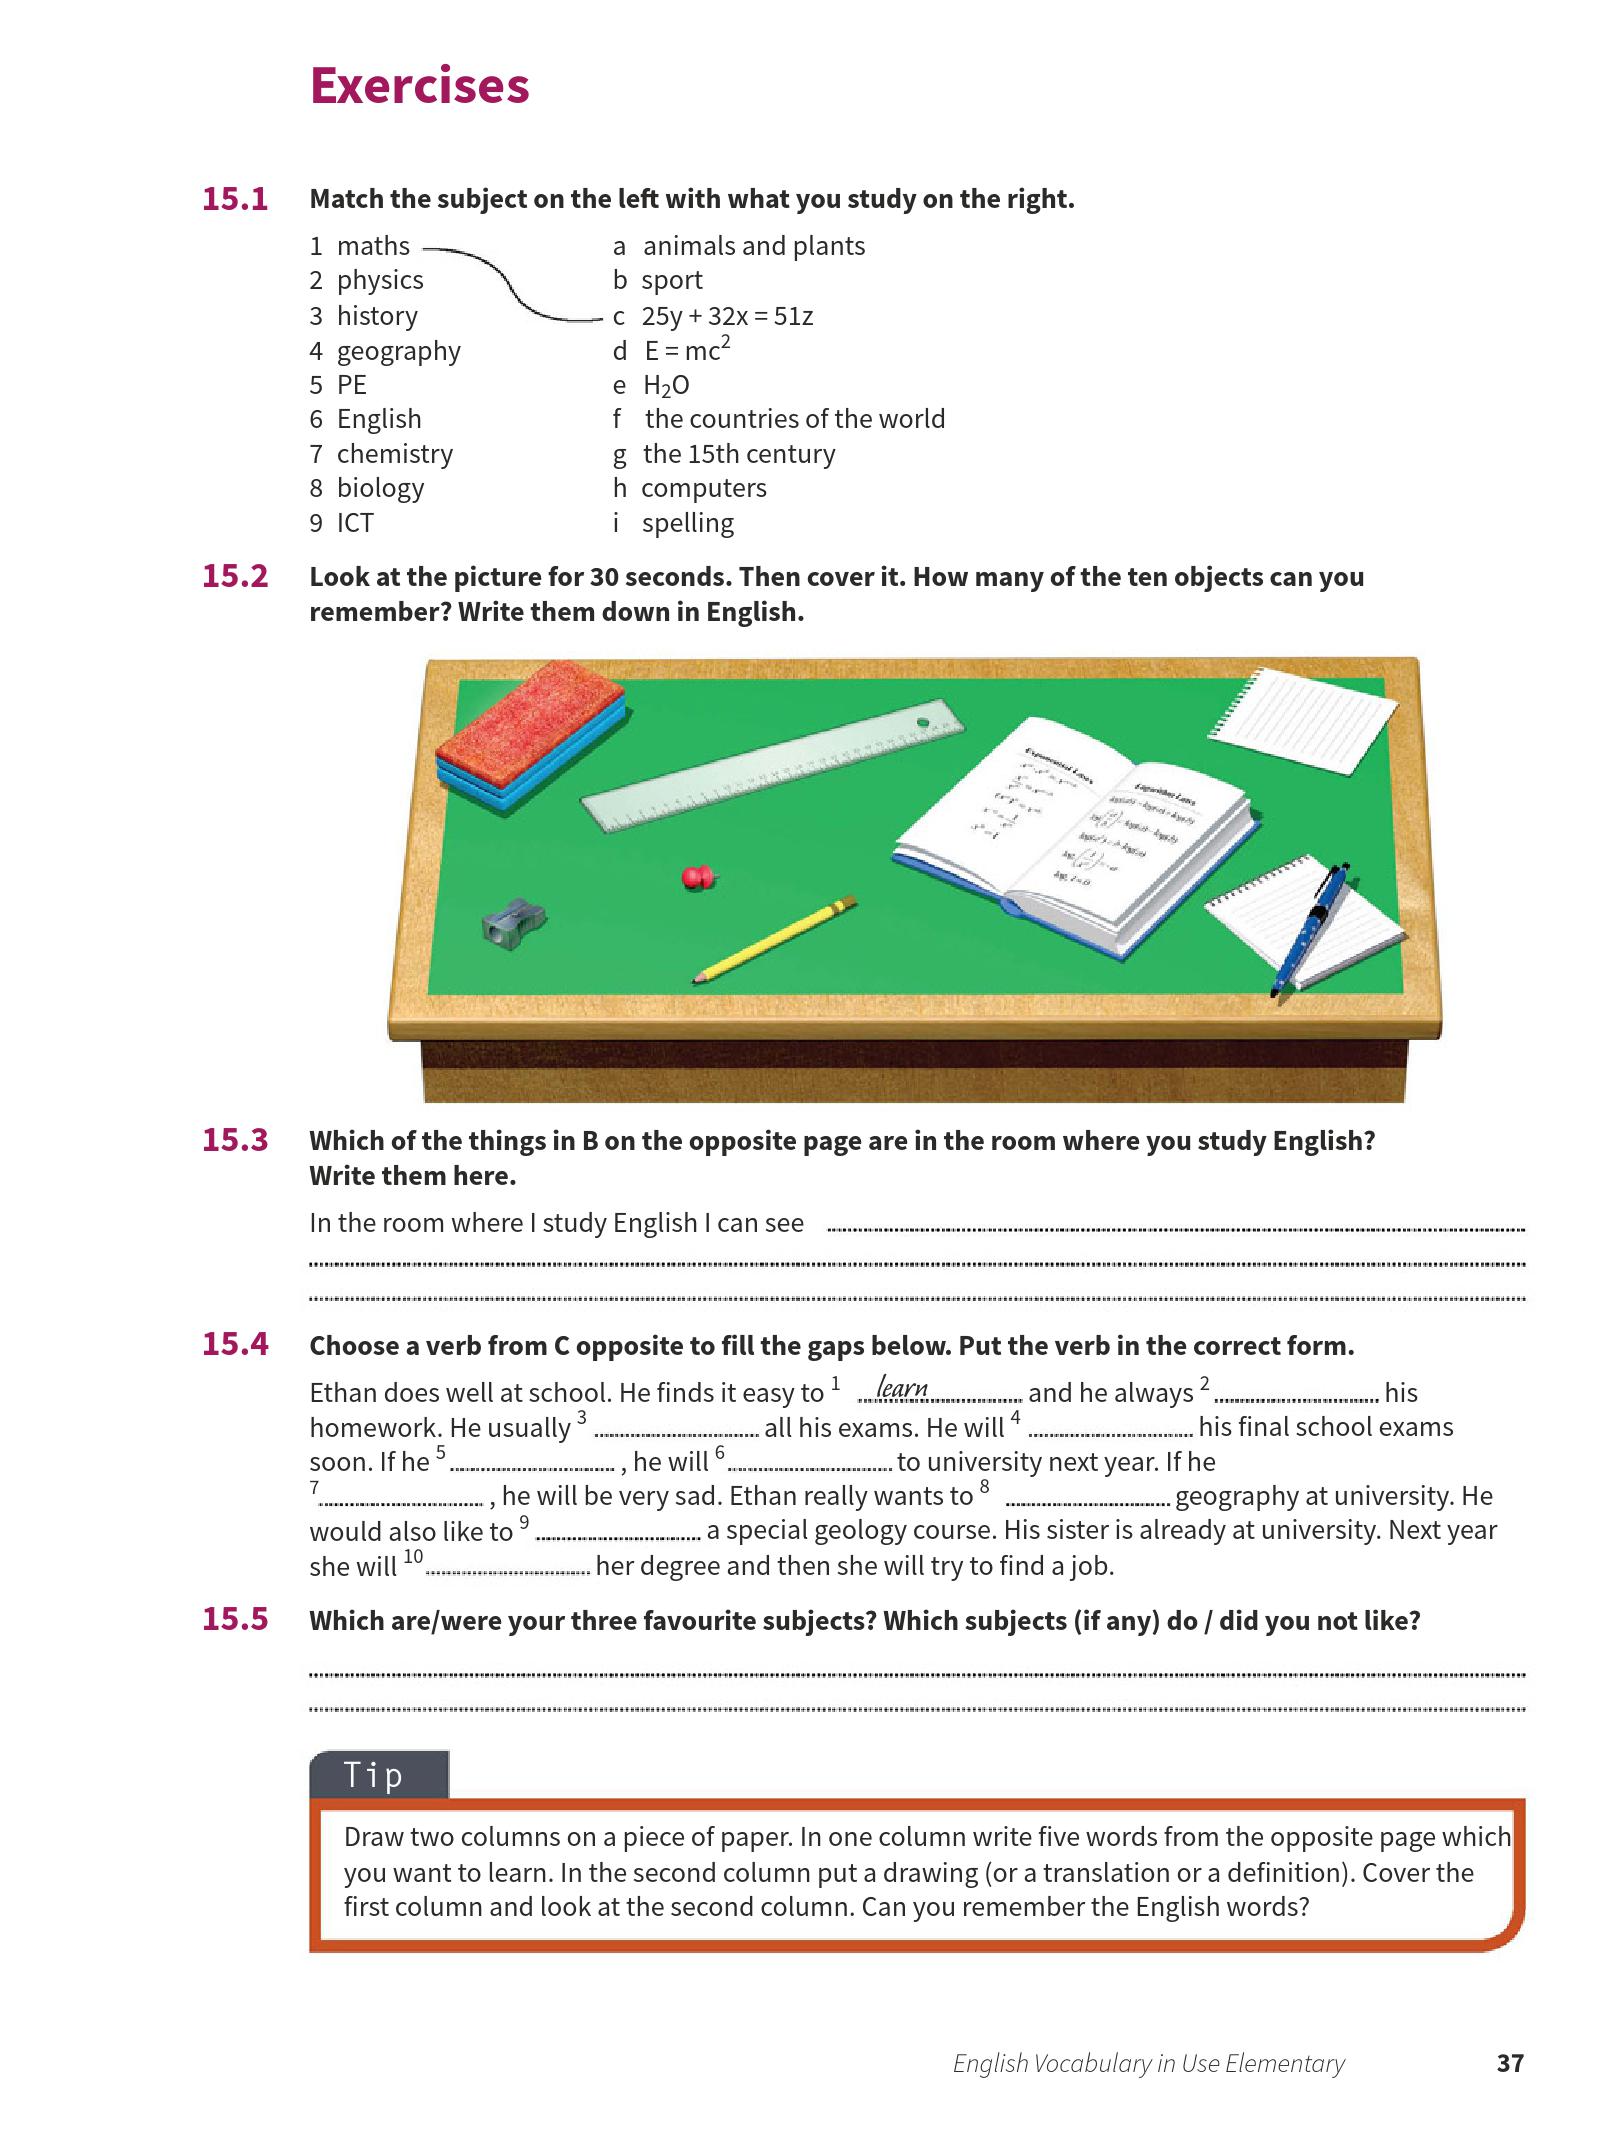 Exercises
15.1 Match the subject on the left with what you study on the right.
1 maths a animals and plants
2 physics b sport
3 history c 25y + 32x = 51z
4 geography d E = mc²
5 PE e H₂O
6 English f the countries of the world
7 chemistry g the 15th century
8 biology h computers
9 ICT i spelling
15.2 Look at the picture for 30 seconds. Then cover it. How many of the ten objects can you
remember? Write them down in English.
Exponential Laws
Logarithm Laws
15.3 Which of the things in B on the opposite page are in the room where you study English?
Write them here.
In the room where I study English I can see
15.4 Choose a verb from C opposite to fill the gaps below. Put the verb in the correct form.
Ethan does well at school. He finds it easy to 1 learn and he always 2 his
homework. He usually 3 all his exams. He will 4 his final school exams
soon. If he 5 , he will 6 to university next year. If he
7 , he will be very sad. Ethan really wants to 8 geography at university. He
would also like to 9 a special geology course. His sister is already at university. Next year
she will 10 her degree and then she will try to find a job.
15.5 Which are/were your three favourite subjects? Which subjects (if any) do / did you not like?
Tip
Draw two columns on a piece of paper. In one column write five words from the opposite page which
you want to learn. In the second column put a drawing (or a translation or a definition). Cover the
first column and look at the second column. Can you remember the English words?
English Vocabulary in Use Elementary 37